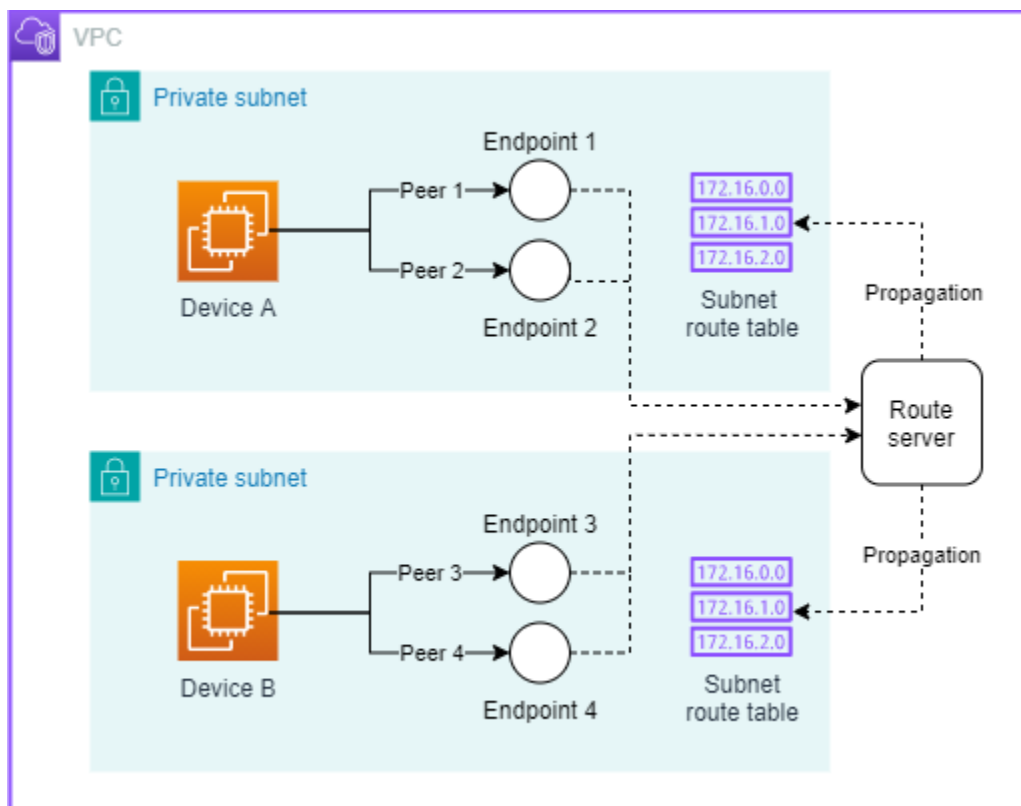 VPC
Private subnet
Endpoint 1
Peer 1
172.16.0.0
172.16.1.0
172.16.2.0
Peer 2
Device A
Endpoint 2
Subnet
route table
Propagation
Route
server
Private subnet
Endpoint 3
Peer 3
172.16.0.0
172.16.1.0
172.16.2.0
Propagation
Peer 4
Device B
Endpoint 4
Subnet
route table